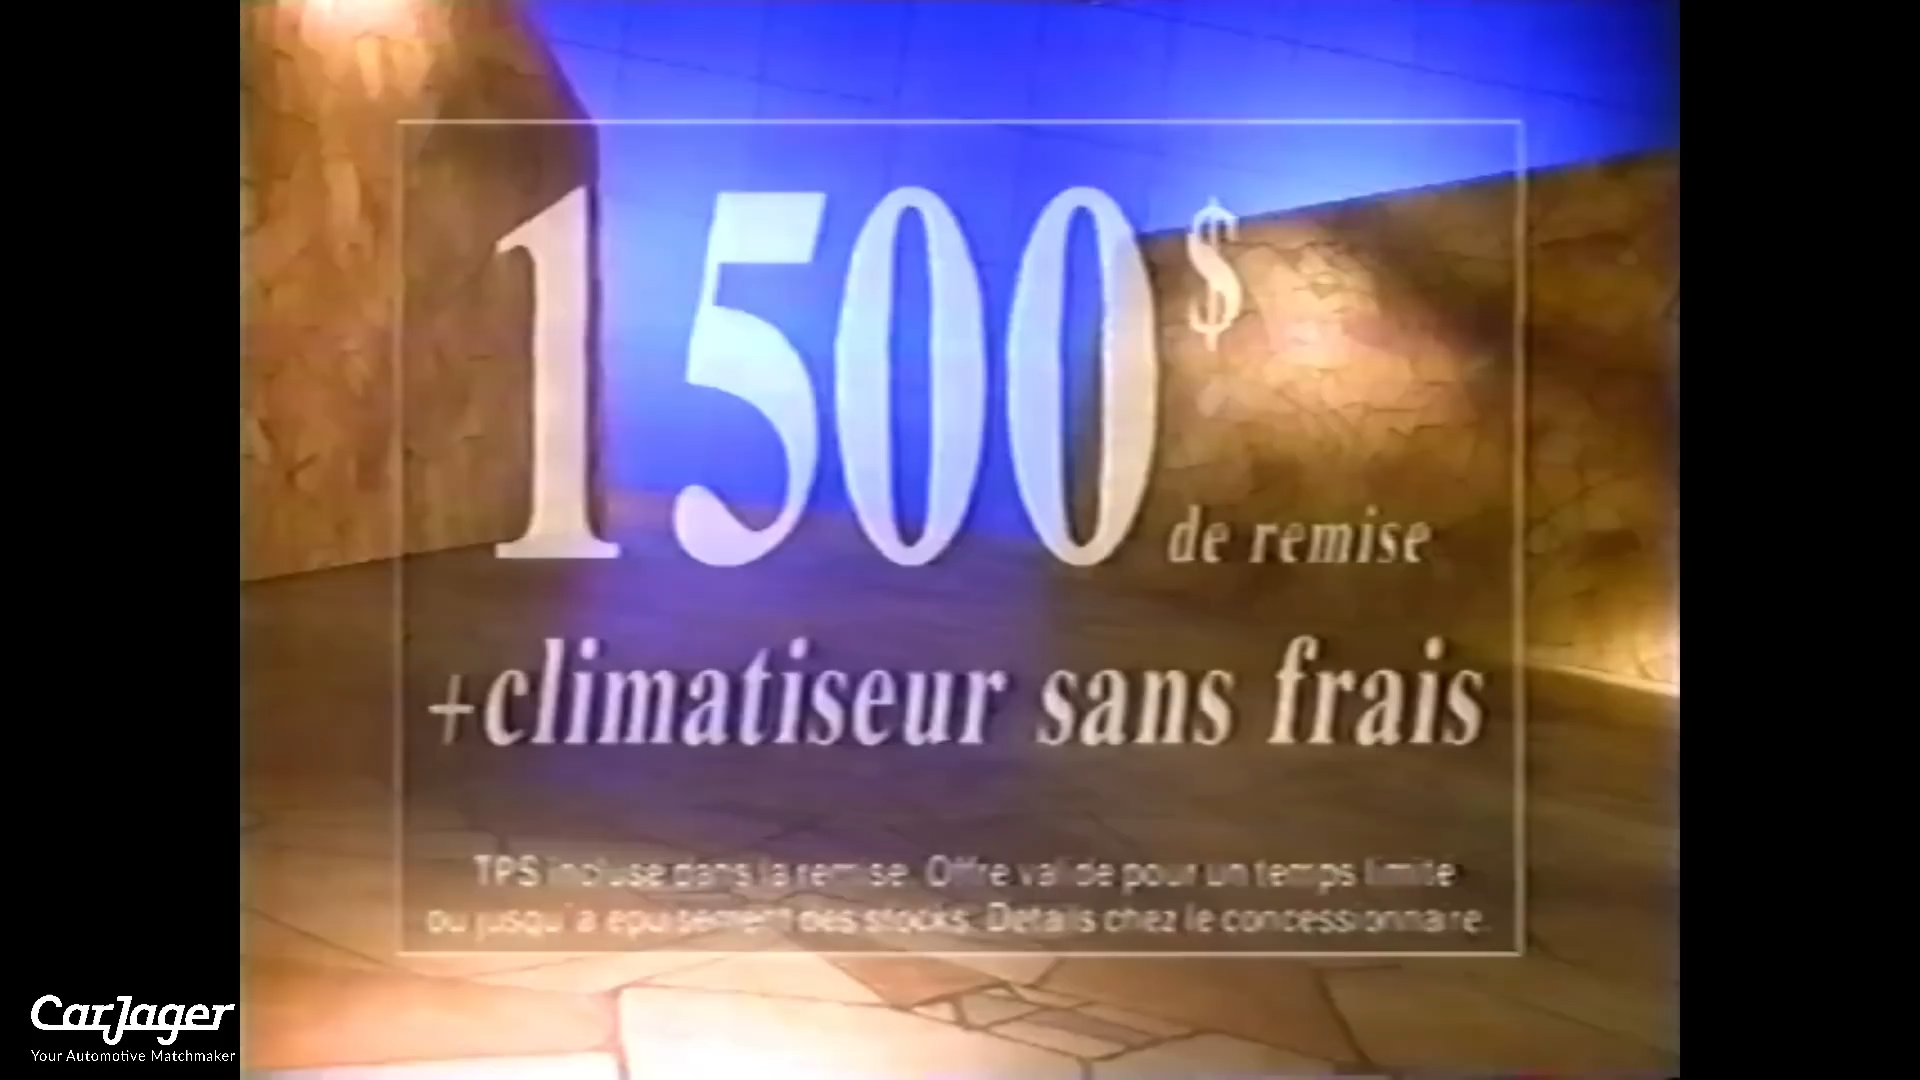 1500$ de remise
+climatiseur sans frais
TPS incluse dans la remise. Offre valide pour un temps limité
ou jusqu'à épuisement des stocks. Détails chez le concessionnaire.
CarJager
Your Automotive Matchmaker